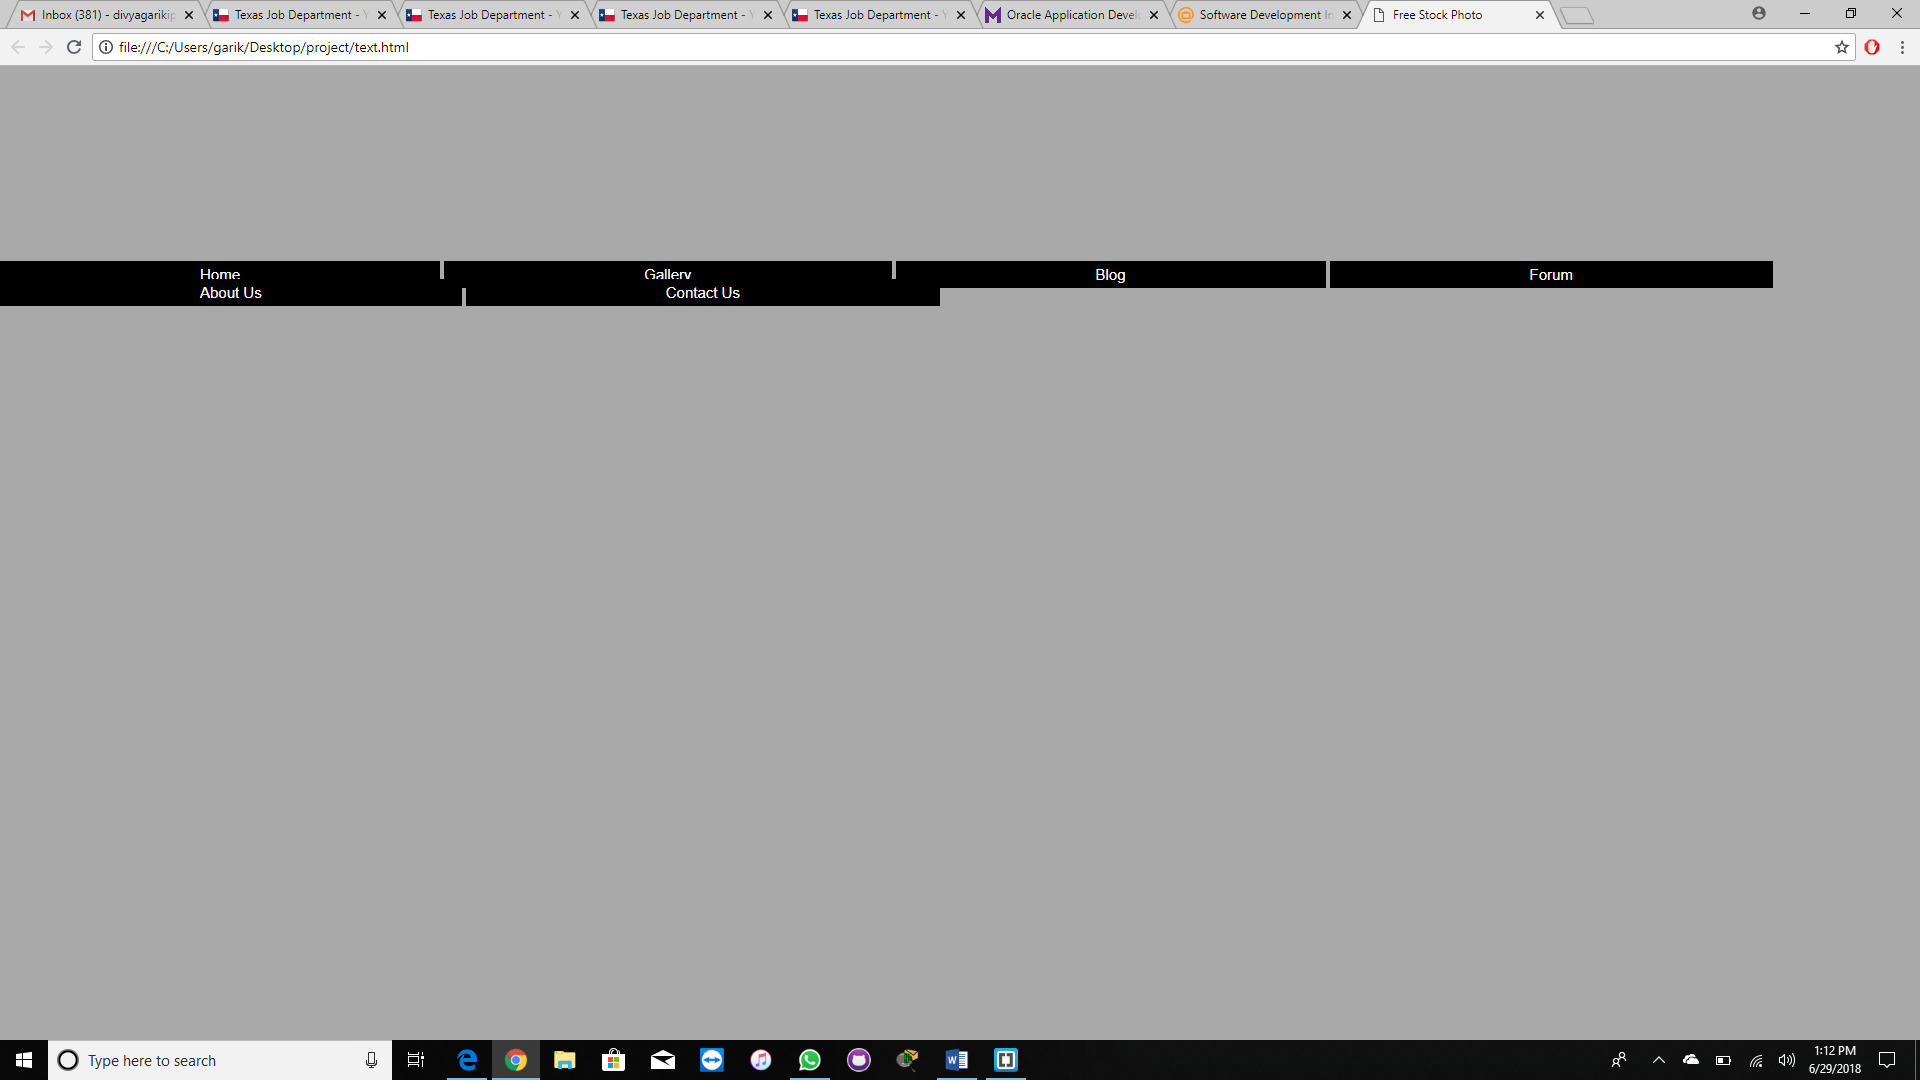 Inbox (381) - divyagarikip
Texas Job Department - Y
Texas Job Department - Y
Texas Job Department - Y
Texas Job Department - Y
Oracle Application Devel
Software Development In
Free Stock Photo
file:///C:/Users/garik/Desktop/project/text.html
Home Gallery Blog Forum
About Us Contact Us
Type here to search
1:12 PM
6/29/2018